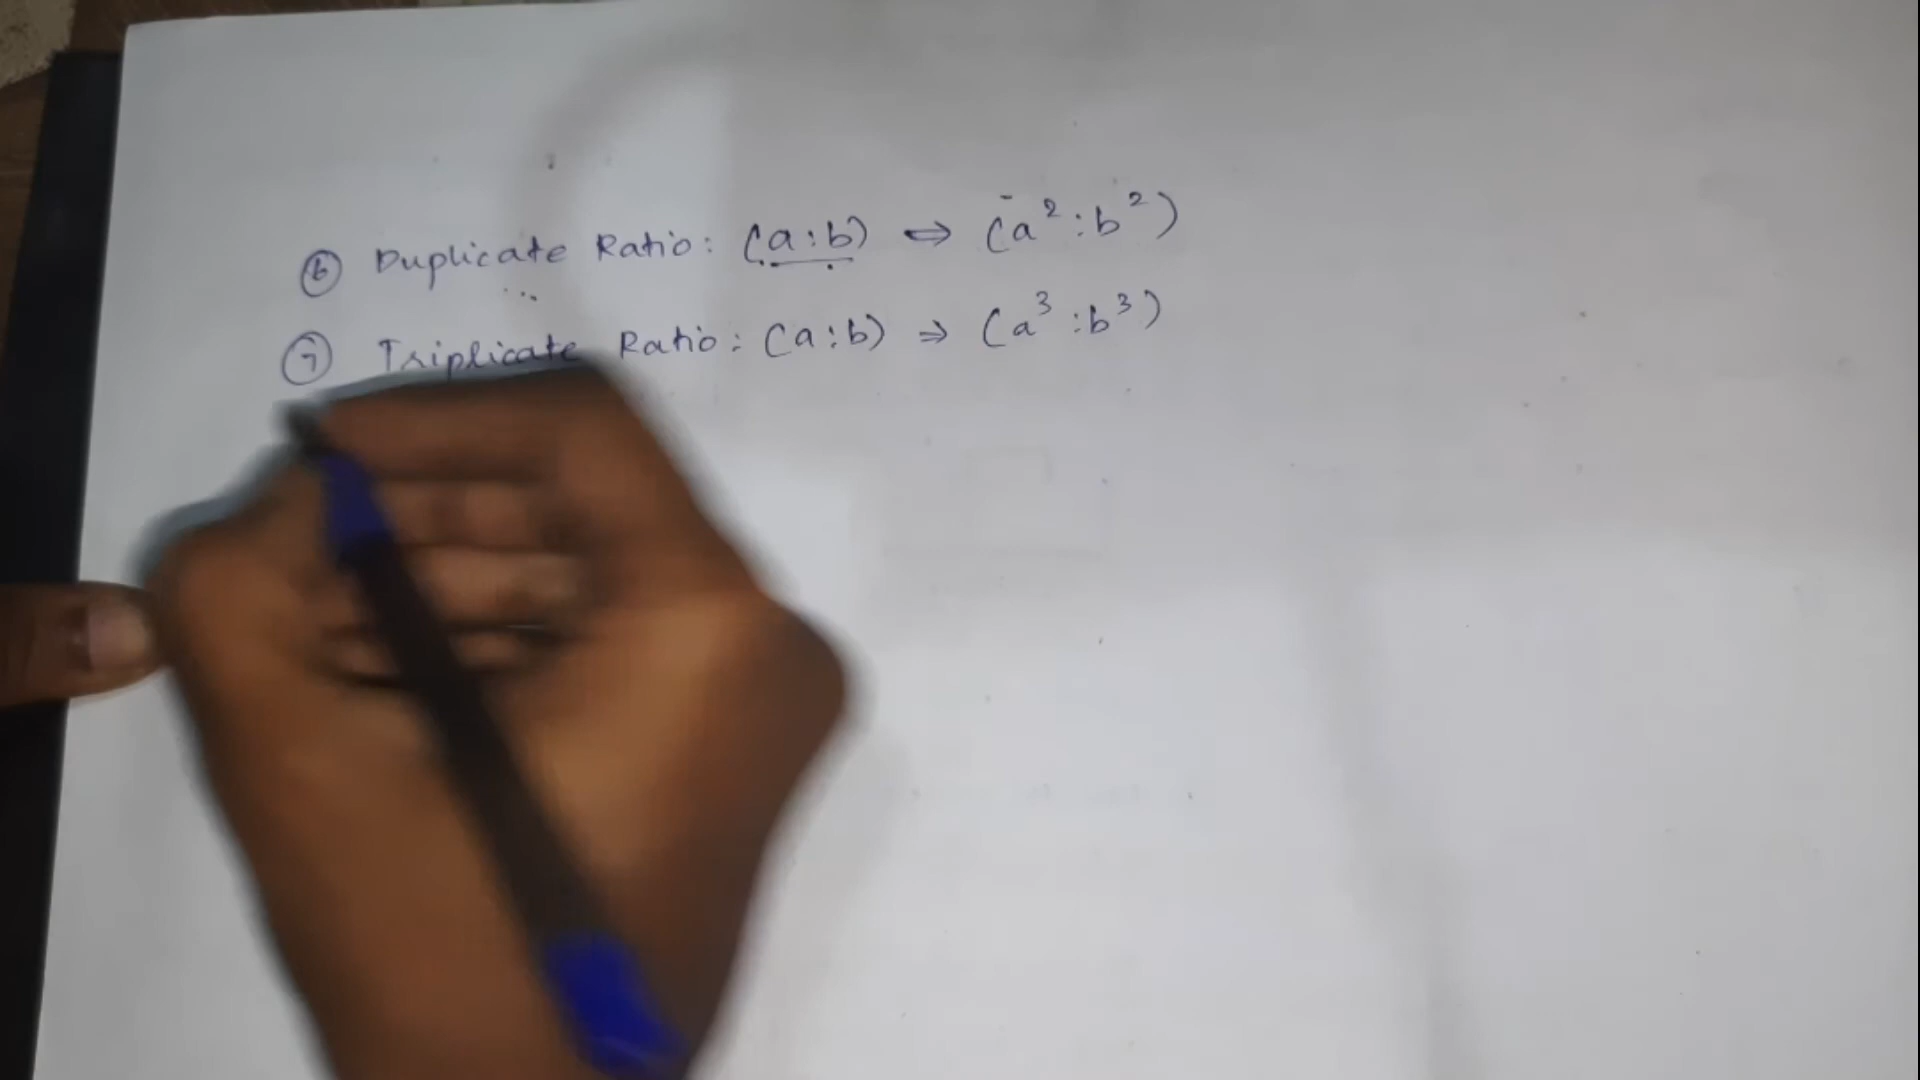 ⑥ Duplicate Ratio: (a:b) ⇔ (a²:b²)
⑦ Triplicate Ratio: (a:b) ⇒ (a³:b³)